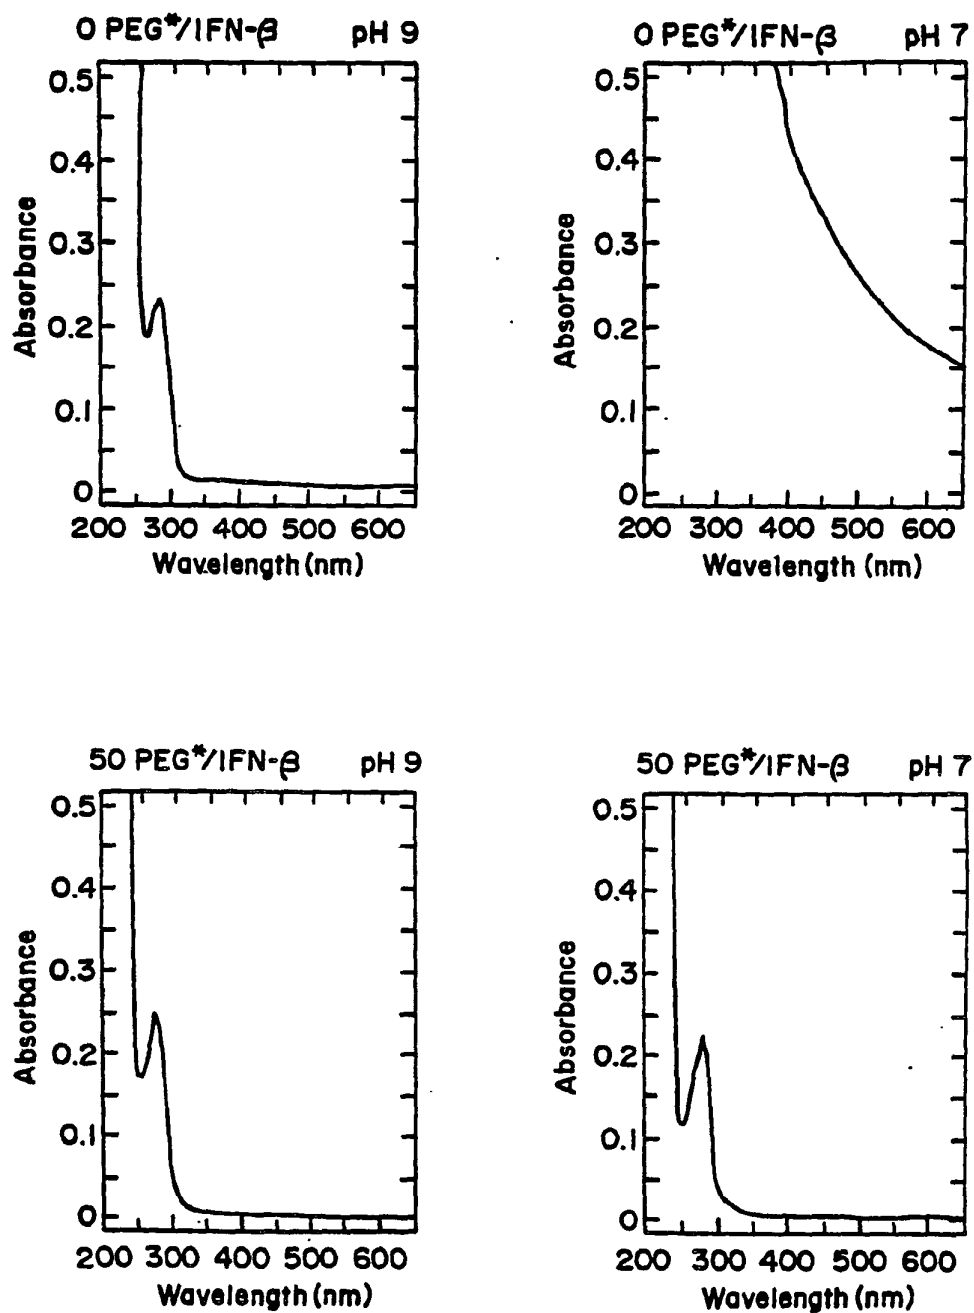 0 PEG*/IFN-β pH 9
0.5
0.4
0.3
0.2
0.1
0
Absorbance
200 300 400 500 600
Wavelength (nm)
0 PEG*/IFN-β pH 7
0.5
0.4
0.3
0.2
0.1
0
Absorbance
200 300 400 500 600
Wavelength (nm)
50 PEG*/IFN-β pH 9
0.5
0.4
0.3
0.2
0.1
0
Absorbance
200 300 400 500 600
Wavelength (nm)
50 PEG*/IFN-β pH 7
0.5
0.4
0.3
0.2
0.1
0
Absorbance
200 300 400 500 600
Wavelength (nm)